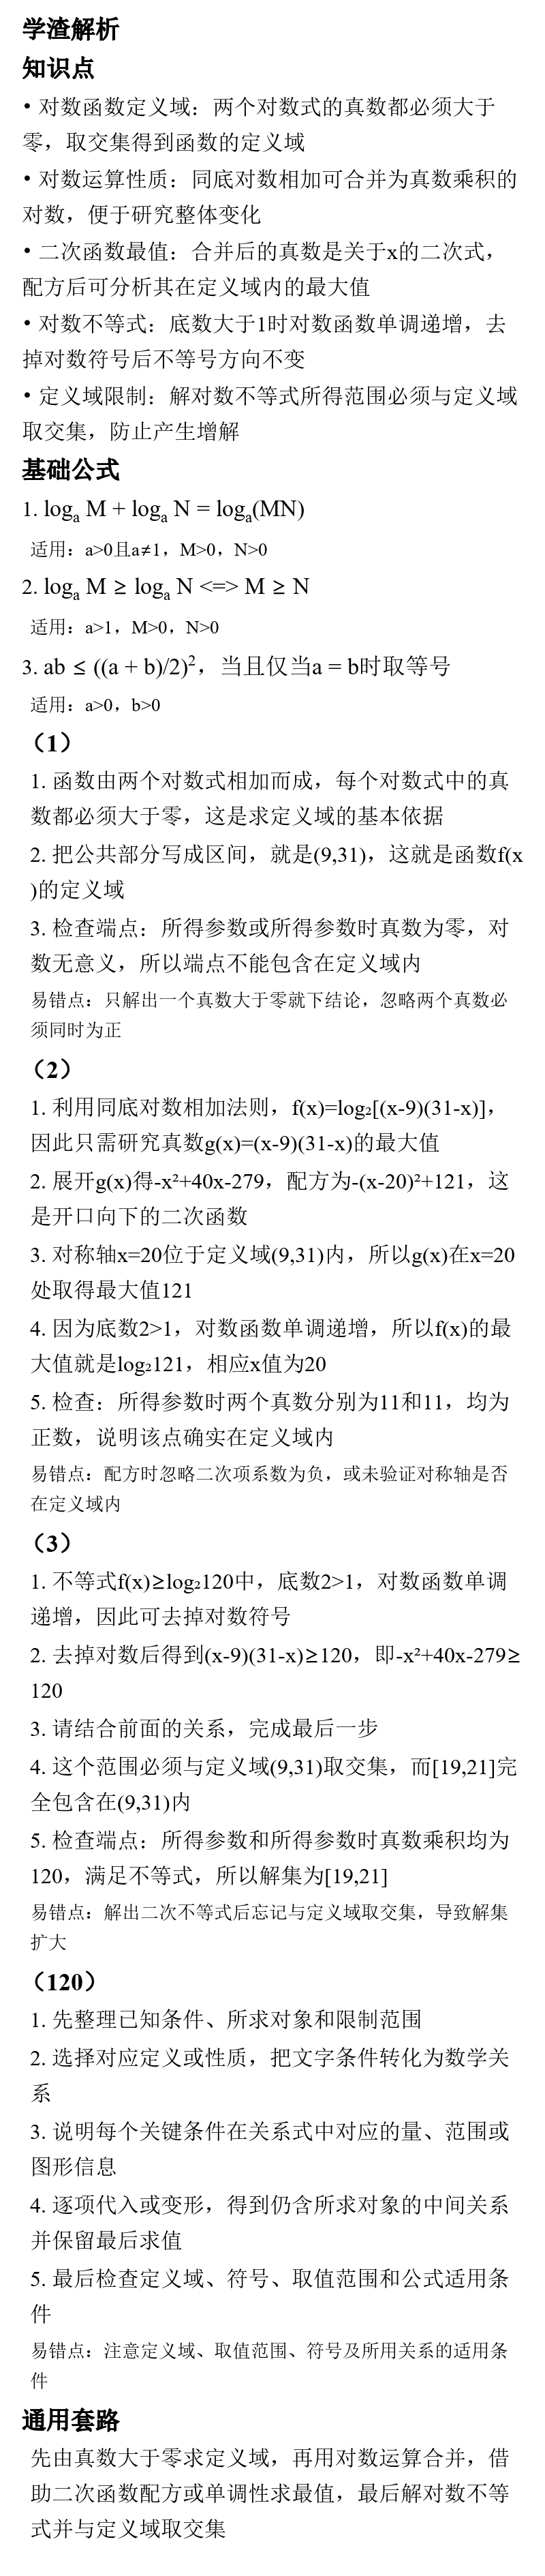 学渣解析
知识点
• 对数函数定义域：两个对数式的真数都必须大于
零，取交集得到函数的定义域
• 对数运算性质：同底对数相加可合并为真数乘积的
对数，便于研究整体变化
• 二次函数最值：合并后的真数是关于x的二次式，
配方后可分析其在定义域内的最大值
• 对数不等式：底数大于1时对数函数单调递增，去
掉对数符号后不等号方向不变
• 定义域限制：解对数不等式所得范围必须与定义域
取交集，防止产生增解
基础公式
1. logₐ M + logₐ N = logₐ(MN)
适用：a>0且a≠1，M>0，N>0
2. logₐ M ≥ logₐ N <=> M ≥ N
适用：a>1，M>0，N>0
3. ab ≤ ((a + b)/2)²，当且仅当a = b时取等号
适用：a>0，b>0
（1）
1. 函数由两个对数式相加而成，每个对数式中的真
数都必须大于零，这是求定义域的基本依据
2. 把公共部分写成区间，就是(9,31)，这就是函数f(x
)的定义域
3. 检查端点：所得参数或所得参数时真数为零，对
数无意义，所以端点不能包含在定义域内
易错点：只解出一个真数大于零就下结论，忽略两个真数必
须同时为正
（2）
1. 利用同底对数相加法则，f(x)=log₂[(x-9)(31-x)]，
因此只需研究真数g(x)=(x-9)(31-x)的最大值
2. 展开g(x)得-x²+40x-279，配方为-(x-20)²+121，这
是开口向下的二次函数
3. 对称轴x=20位于定义域(9,31)内，所以g(x)在x=20
处取得最大值121
4. 因为底数2>1，对数函数单调递增，所以f(x)的最
大值就是log₂121，相应x值为20
5. 检查：所得参数时两个真数分别为11和11，均为
正数，说明该点确实在定义域内
易错点：配方时忽略二次项系数为负，或未验证对称轴是否
在定义域内
（3）
1. 不等式f(x)≥log₂120中，底数2>1，对数函数单调
递增，因此可去掉对数符号
2. 去掉对数后得到(x-9)(31-x)≥120，即-x²+40x-279≥
120
3. 请结合前面的关系，完成最后一步
4. 这个范围必须与定义域(9,31)取交集，而[19,21]完
全包含在(9,31)内
5. 检查端点：所得参数和所得参数时真数乘积均为
120，满足不等式，所以解集为[19,21]
易错点：解出二次不等式后忘记与定义域取交集，导致解集
扩大
（120）
1. 先整理已知条件、所求对象和限制范围
2. 选择对应定义或性质，把文字条件转化为数学关
系
3. 说明每个关键条件在关系式中对应的量、范围或
图形信息
4. 逐项代入或变形，得到仍含所求对象的中间关系
并保留最后求值
5. 最后检查定义域、符号、取值范围和公式适用条
件
易错点：注意定义域、取值范围、符号及所用关系的适用条
件
通用套路
先由真数大于零求定义域，再用对数运算合并，借
助二次函数配方或单调性求最值，最后解对数不等
式并与定义域取交集